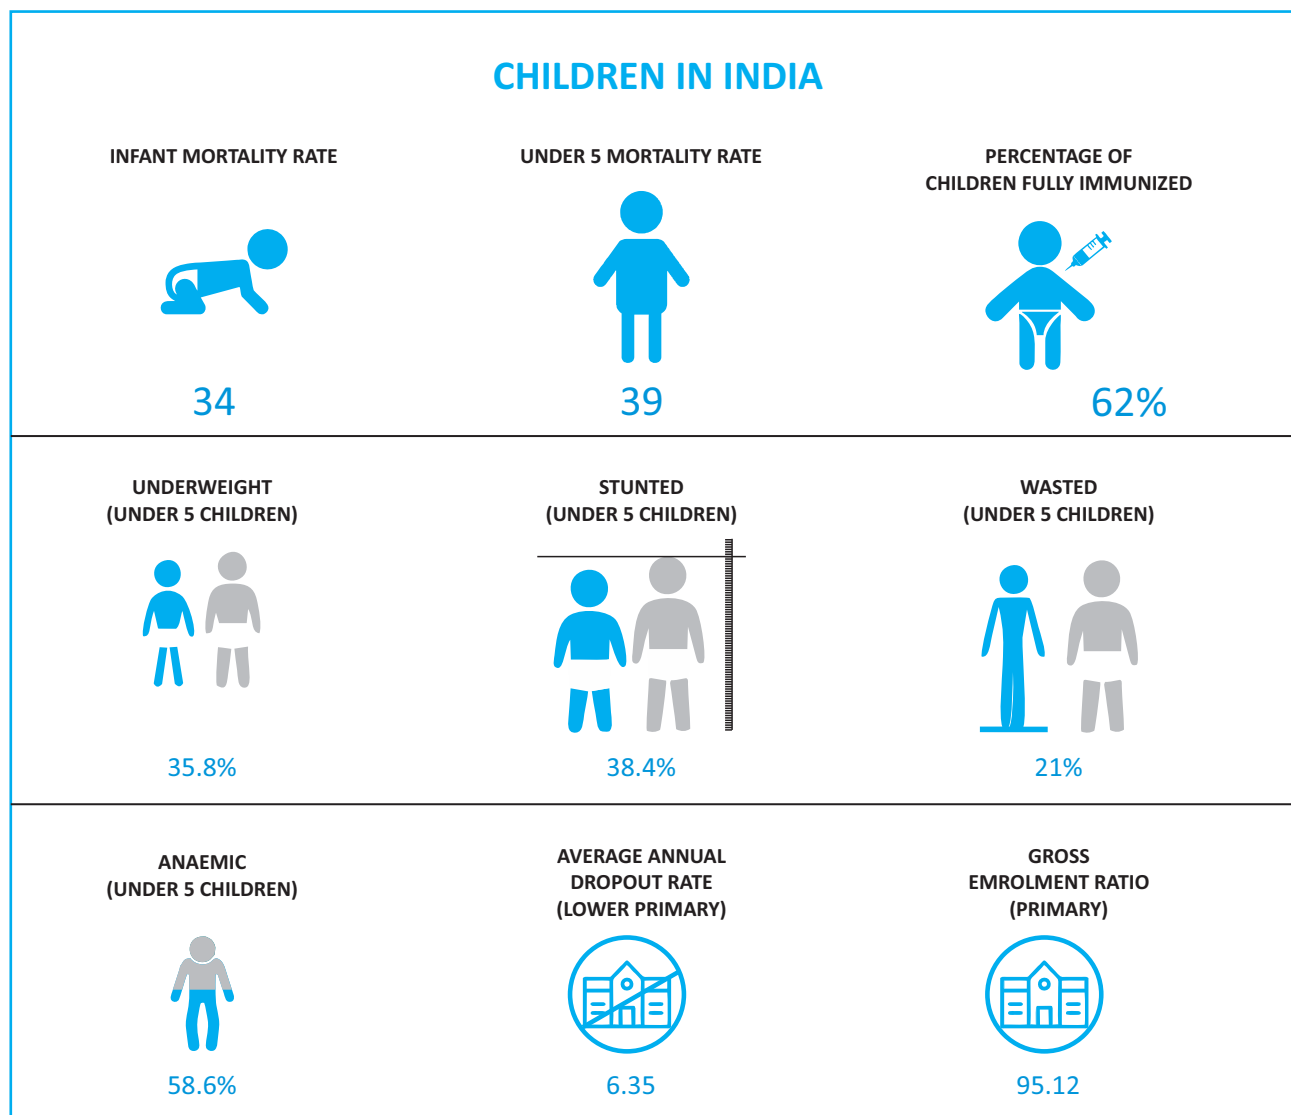 CHILDREN IN INDIA
INFANT MORTALITY RATE
34
UNDER 5 MORTALITY RATE
39
PERCENTAGE OF
CHILDREN FULLY IMMUNIZED
62%
UNDERWEIGHT
(UNDER 5 CHILDREN)
35.8%
STUNTED
(UNDER 5 CHILDREN)
38.4%
WASTED
(UNDER 5 CHILDREN)
21%
ANAEMIC
(UNDER 5 CHILDREN)
58.6%
AVERAGE ANNUAL
DROPOUT RATE
(LOWER PRIMARY)
6.35
GROSS
EMROLMENT RATIO
(PRIMARY)
95.12